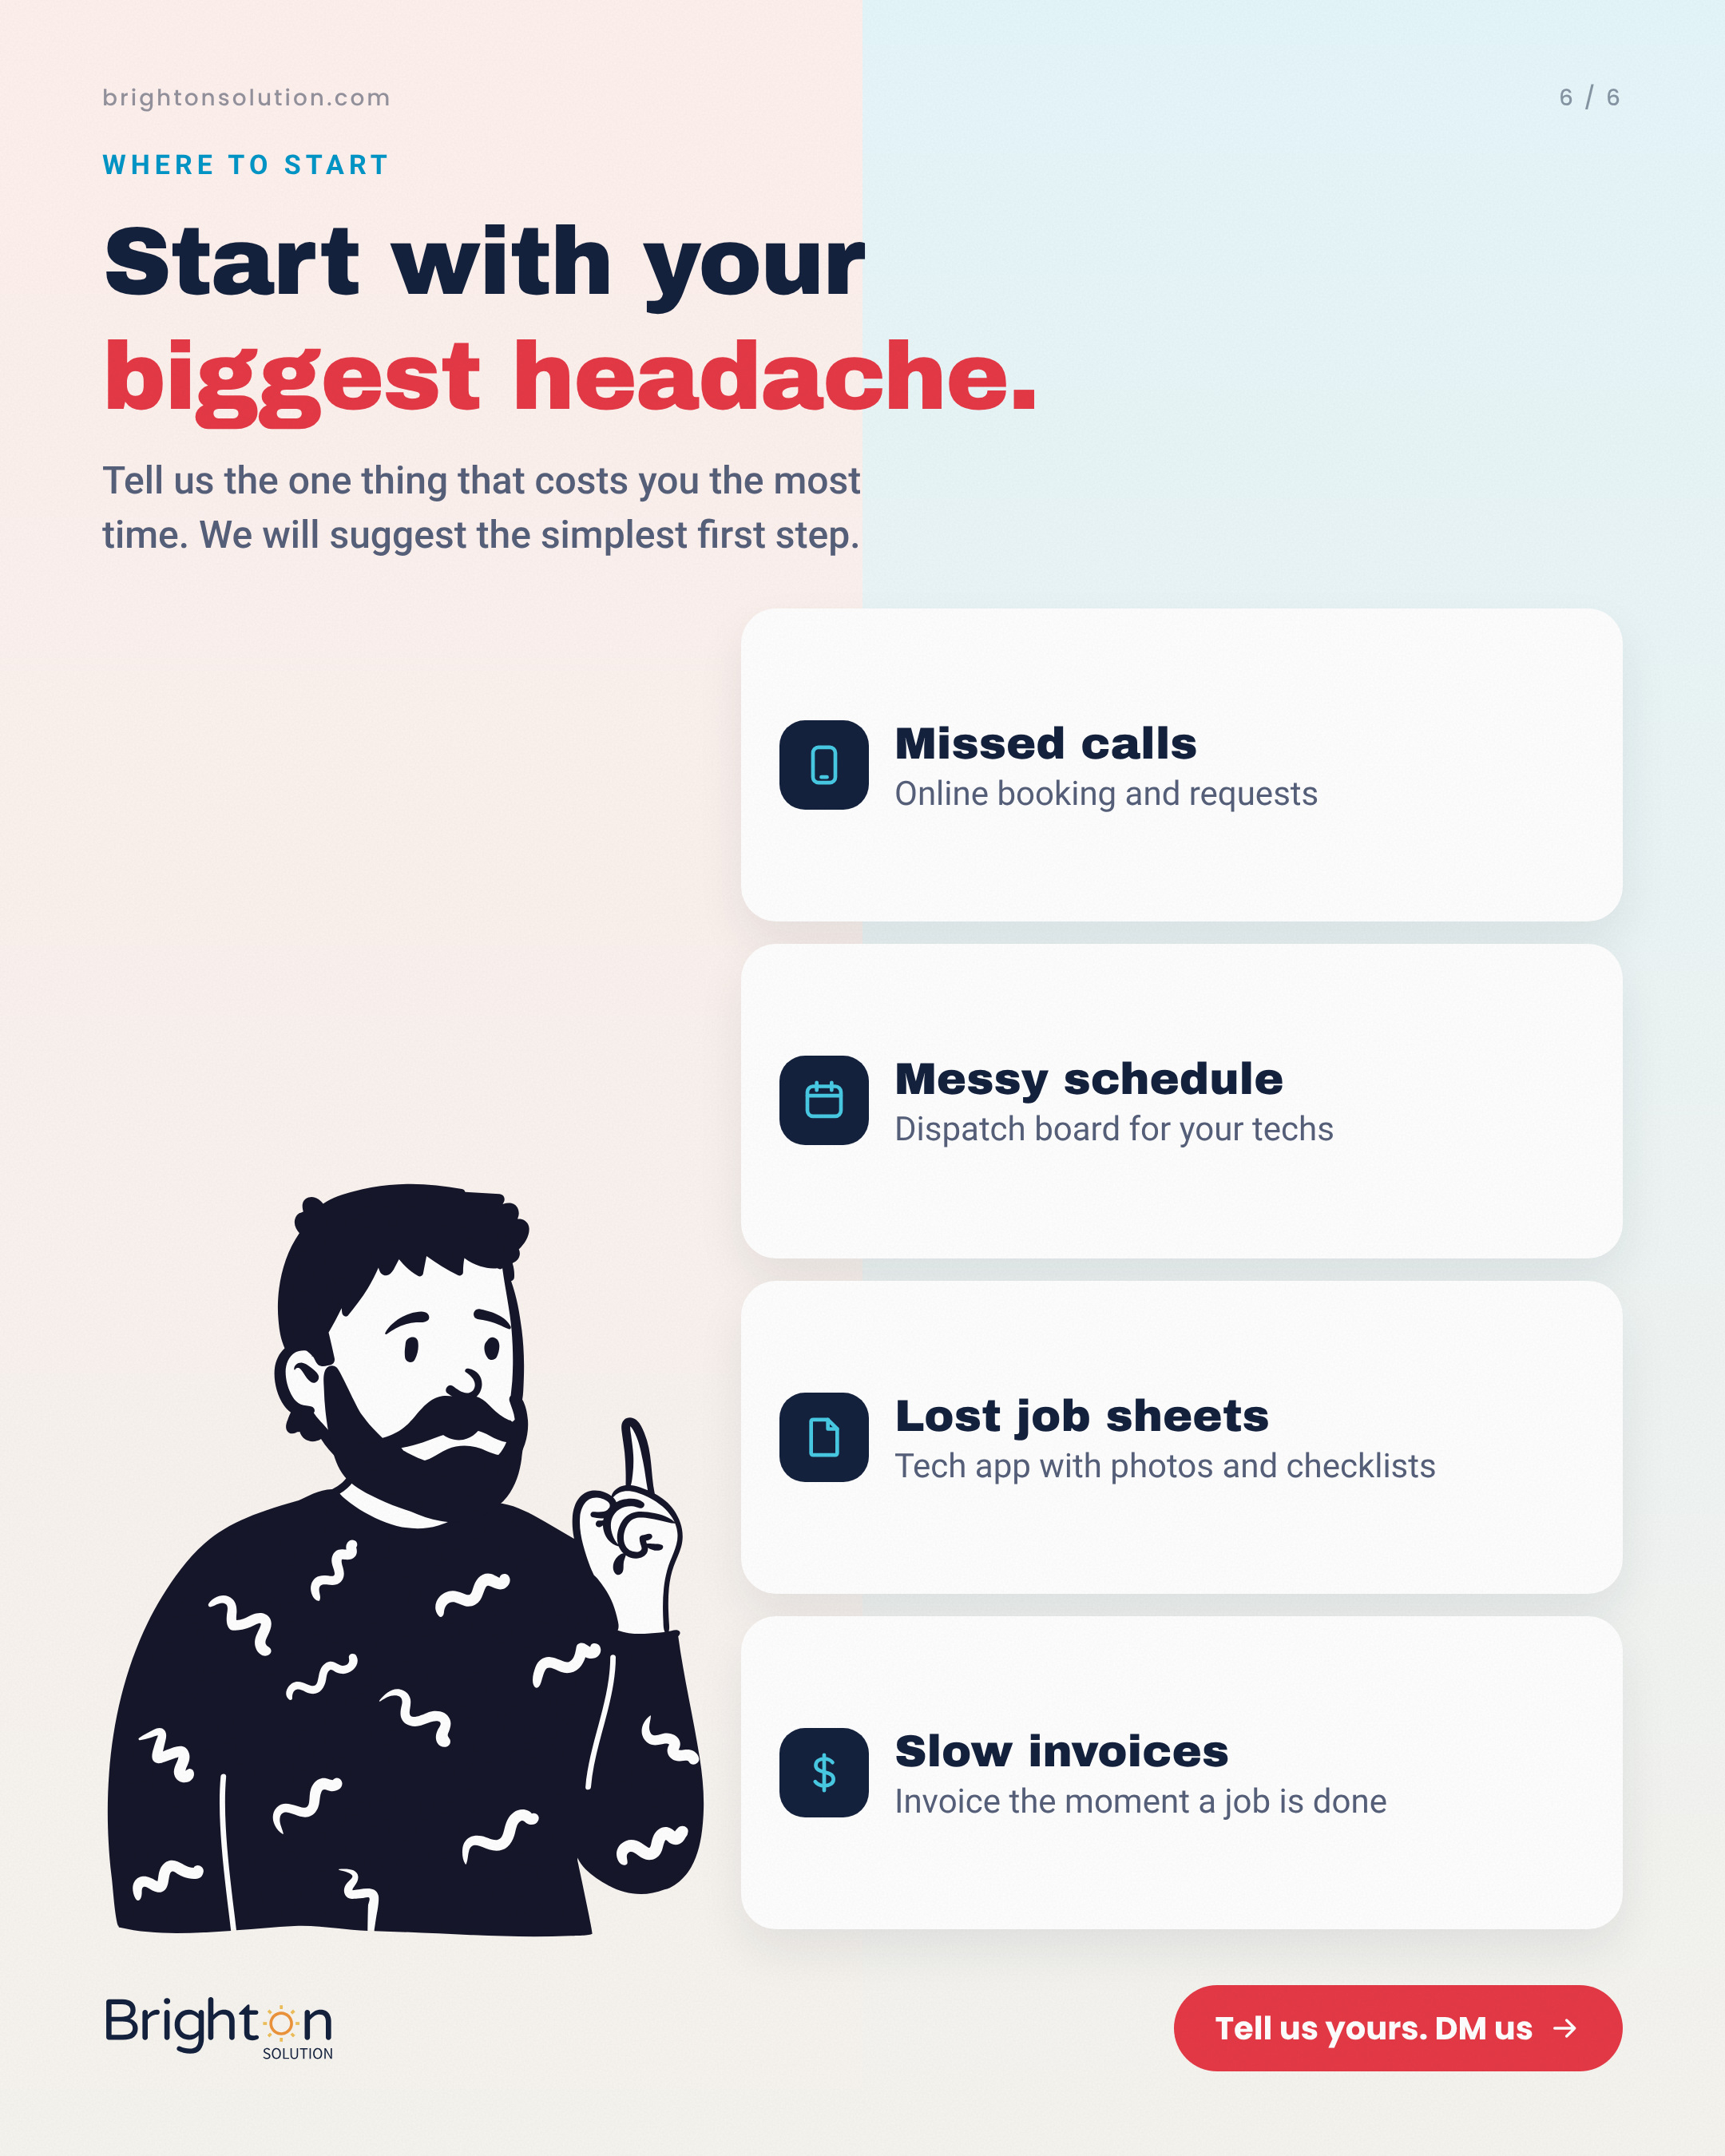 brightonsolution.com
6 / 6
WHERE TO START
Start with your
biggest headache.
Tell us the one thing that costs you the most
time. We will suggest the simplest first step.
Missed calls
Online booking and requests
Messy schedule
Dispatch board for your techs
Lost job sheets
Tech app with photos and checklists
Slow invoices
Invoice the moment a job is done
Brighton
SOLUTION
Tell us yours. DM us →